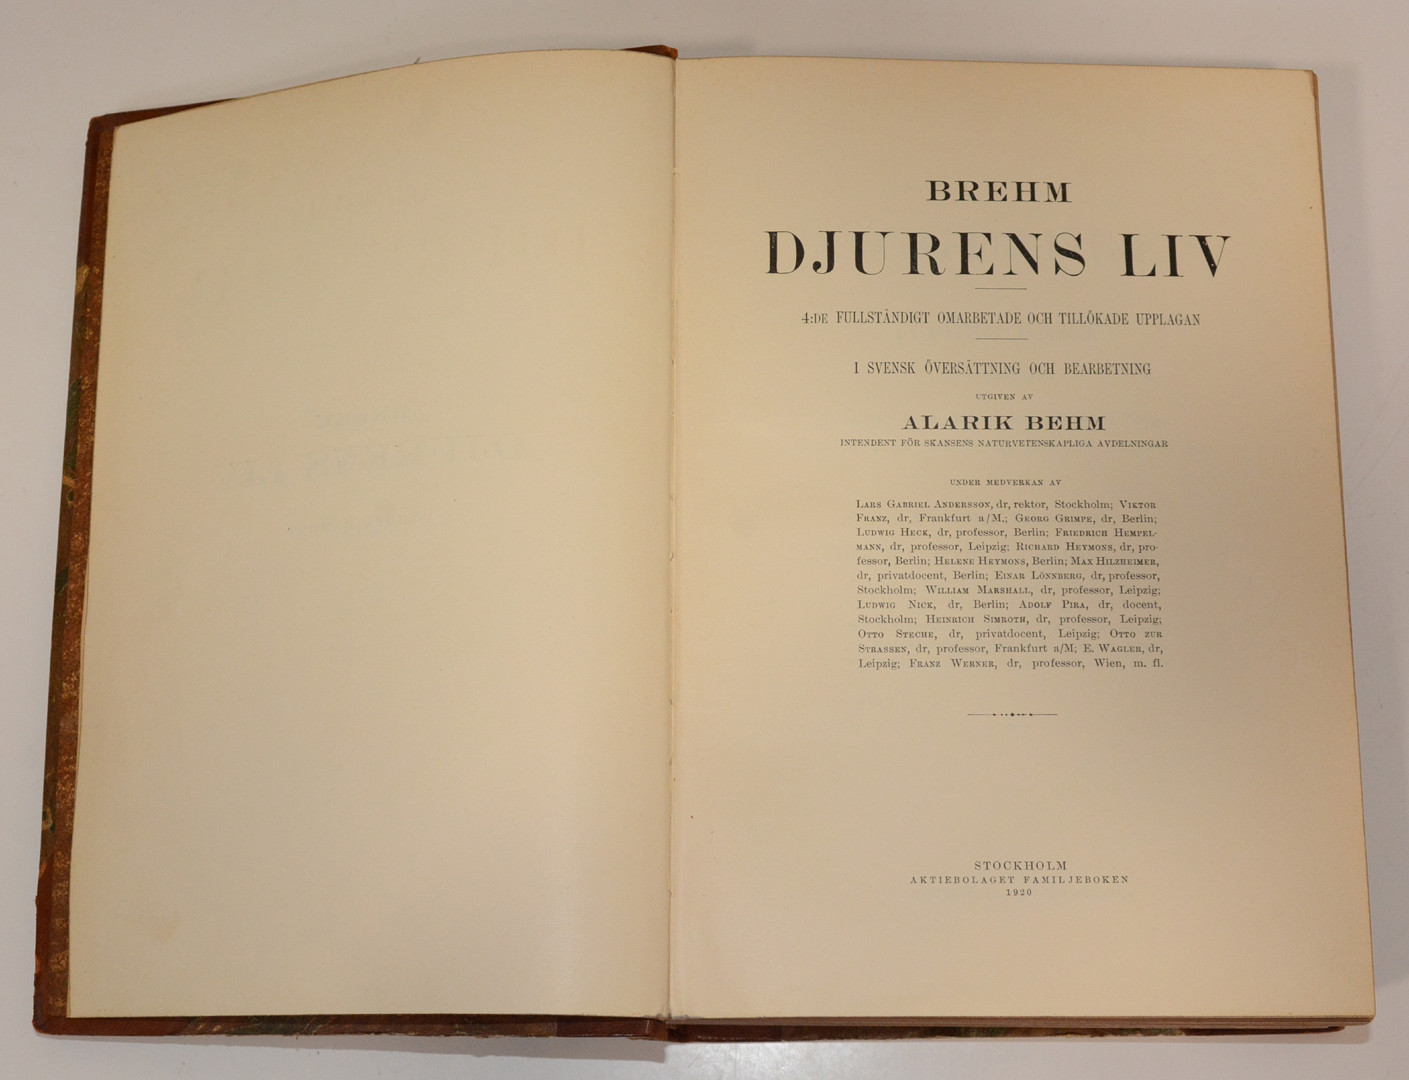 BREHM
DJURENS LIV
4:DE FULLSTÄNDIGT OMARBETADE OCH TILLÖKADE UPPLAGAN
I SVENSK ÖVERSÄTTNING OCH BEARBETNING
UTGIVEN AV
ALARIK BEHM
INTENDENT FÖR SKANSENS NATURVETENSKAPLIGA AVDELNINGAR
UNDER MEDVERKAN AV
LARS GABRIEL ANDERSSON, dr, rektor, Stockholm; VIKTOR
FRANZ, dr, Frankfurt a/M.; GEORG GRIMPE, dr, Berlin;
LUDWIG HECK, dr, professor, Berlin; FRIEDRICH HEMPEL-
MANN, dr, professor, Leipzig; RICHARD HEYMONS, dr, pro-
fessor, Berlin; HELENE HEYMONS, Berlin; MAX HILZHEIMER,
dr, privatdocent, Berlin; EINAR LÖNNBERG, dr, professor,
Stockholm; WILLIAM MARSHALL, dr, professor, Leipzig;
LUDWIG NICK, dr, Berlin; ADOLF PIRA, dr, docent,
Stockholm; HEINRICH SIMROTH, dr, professor, Leipzig;
OTTO STECHE, dr, privatdocent, Leipzig; OTTO ZUR
STRASSEN, dr, professor, Frankfurt a/M; E. WAGLER, dr,
Leipzig; FRANZ WERNER, dr, professor, Wien, m. fl.
STOCKHOLM
AKTIEBOLAGET FAMILJEBOKEN
1920